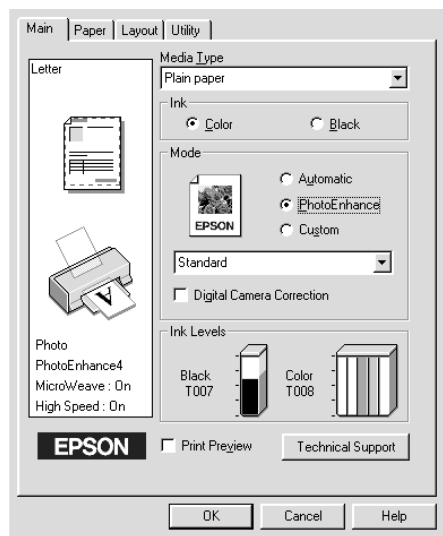 Main Paper Layout Utility
Letter
Media Type
Plain paper
Ink
Color Black
Mode
Automatic
PhotoEnhance
EPSON
Custom
Standard
Digital Camera Correction
Ink Levels
Black
T007
Color
T008
A
Photo
PhotoEnhance4
MicroWeave : On
High Speed : On
EPSON
Print Preview
Technical Support
OK Cancel Help